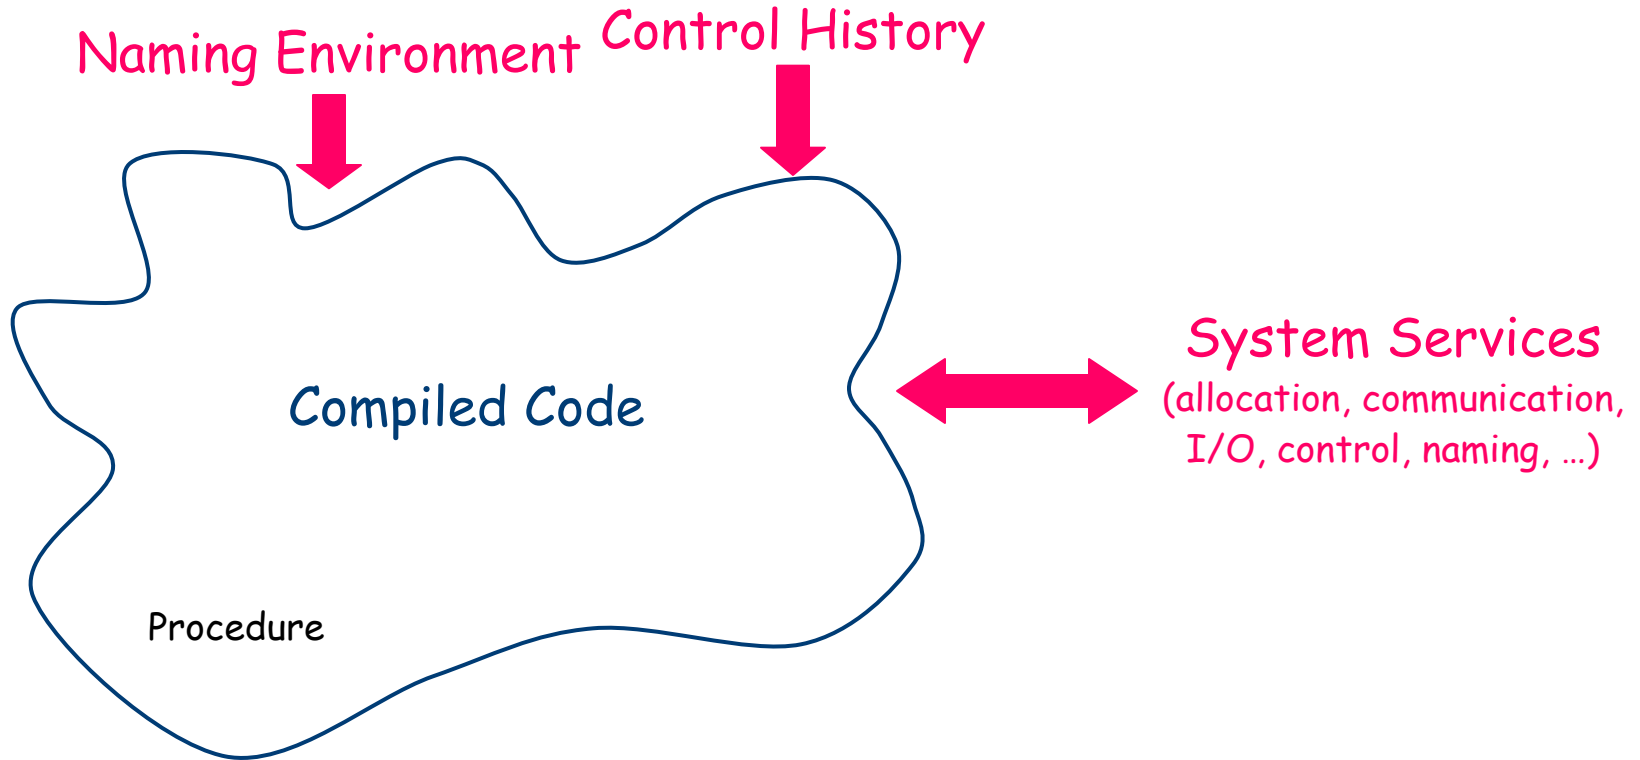 Naming Environment
Control History
System Services
(allocation, communication,
I/O, control, naming, ...)
Compiled Code
Procedure